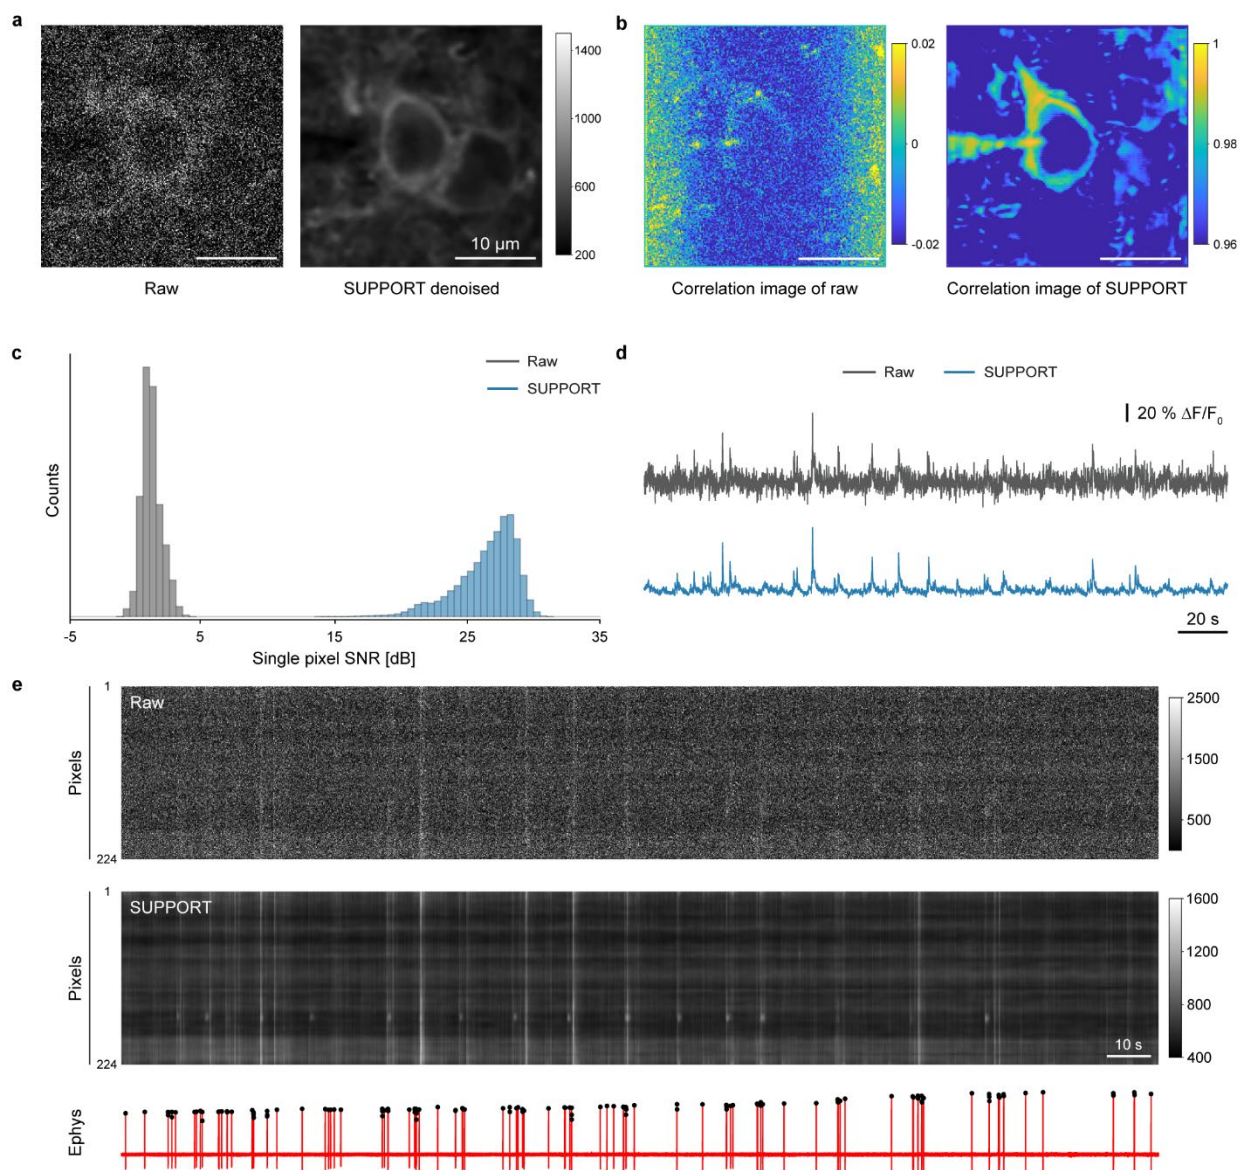 a
1400
1000
600
200
10 µm
Raw
SUPPORT denoised
b
0.02
0
-0.02
1
0.98
0.96
Correlation image of raw
Correlation image of SUPPORT
c
Raw
SUPPORT
Counts
-5
5
15
25
35
Single pixel SNR [dB]
d
Raw
SUPPORT
20 % ΔF/F₀
20 s
e
1
Raw
Pixels
224
2500
1500
500
1
SUPPORT
Pixels
224
10 s
1600
1200
800
400
Ephys